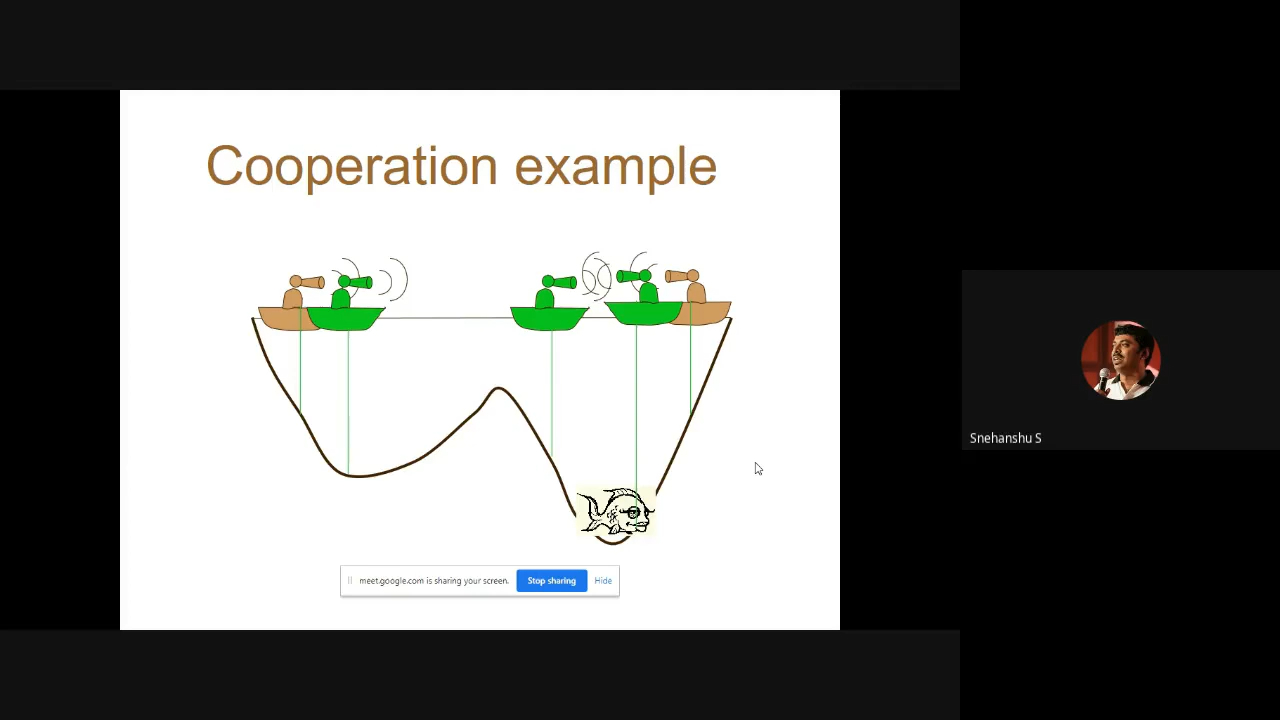 Cooperation example
meet.google.com is sharing your screen. Stop sharing Hide
Snehanshu S